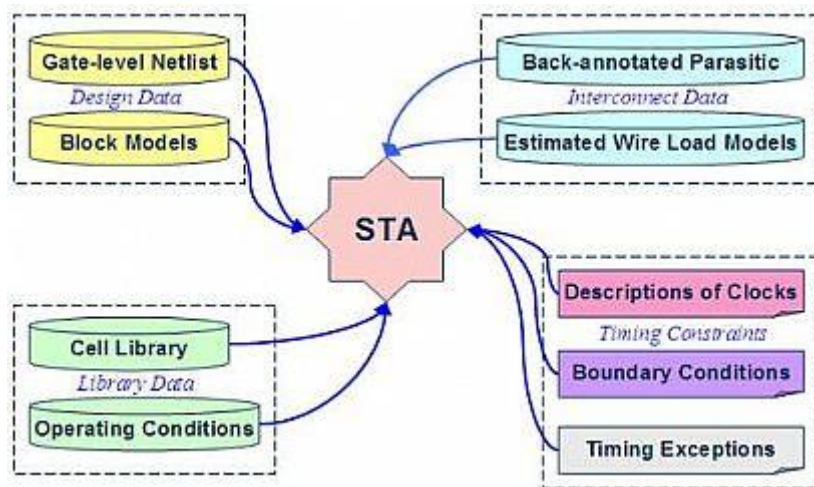 Gate-level Netlist
Design Data
Block Models
Back-annotated Parasitic
Interconnect Data
Estimated Wire Load Models
STA
Cell Library
Library Data
Operating Conditions
Descriptions of Clocks
Timing Constraints
Boundary Conditions
Timing Exceptions